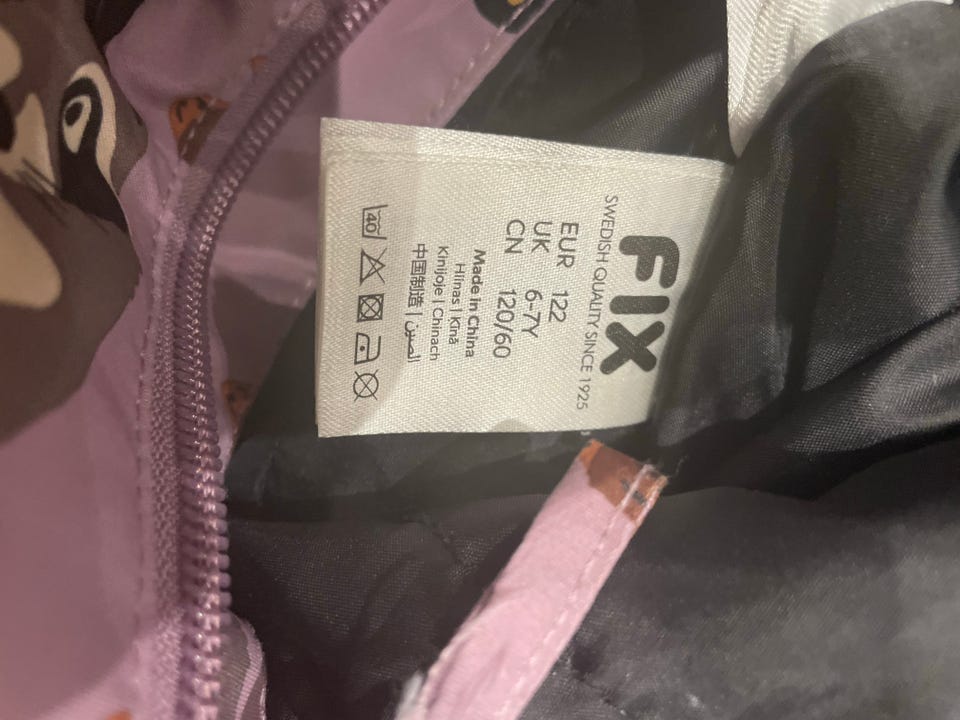 FIX
SWEDISH QUALITY SINCE 1925
EUR 122
UK 6-7Y
CN 120/60
Made in China
Hiinas | Ķīnā
Kinijoje | Chinach
中国制造 | الصين
40